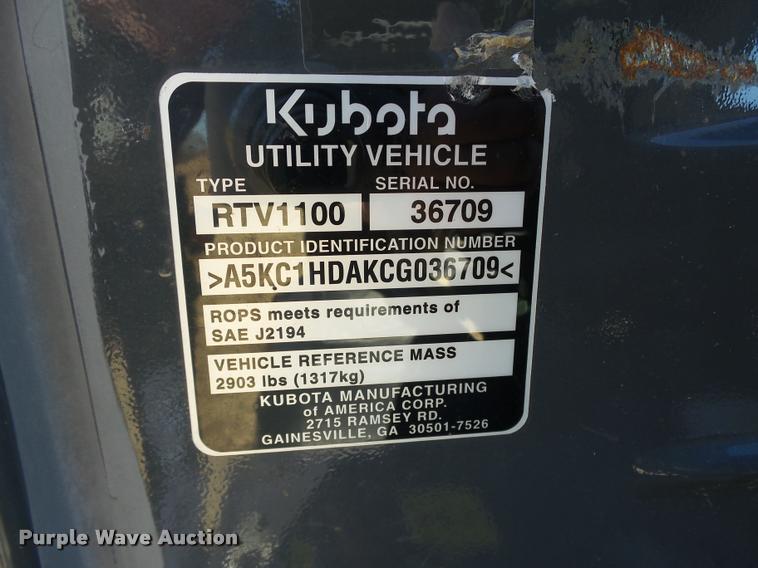 Kubota
UTILITY VEHICLE
TYPE SERIAL NO.
RTV1100 36709
PRODUCT IDENTIFICATION NUMBER
>A5KC1HDAKCG036709<
ROPS meets requirements of
SAE J2194
VEHICLE REFERENCE MASS
2903 lbs (1317kg)
KUBOTA MANUFACTURING
of AMERICA CORP.
2715 RAMSEY RD.
GAINESVILLE, GA 30501-7526
Purple Wave Auction